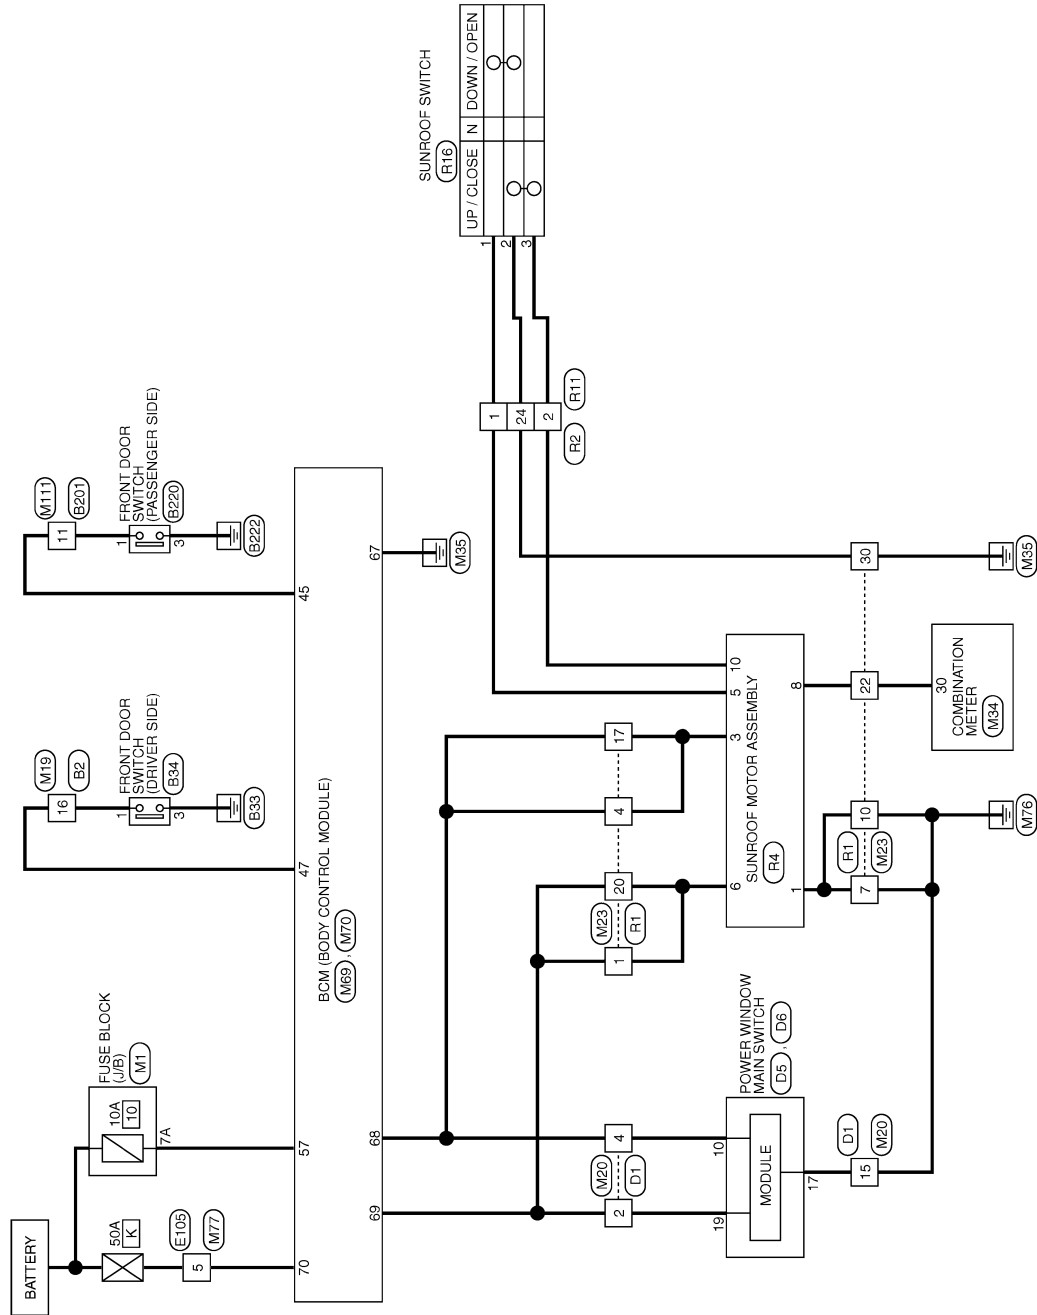 SUNROOF SWITCH
R16
UP / CLOSE N DOWN / OPEN
1
2
3
1 24 2
R11
R2
M111
B201
11
FRONT DOOR
SWITCH
(PASSENGER SIDE)
B220
1
3
B222
M19
B2
16
FRONT DOOR
SWITCH
(DRIVER SIDE)
B34
1
3
B33
FUSE BLOCK
(J/B)
M1
10A
10
7A
BATTERY
50A
K
E105
M77
5
70
57
47
45
BCM (BODY CONTROL MODULE)
M69 , M70
69
68
67
M35
17
4
20
1
M23
R1
4
2
M20
D1
6
3
5
10
SUNROOF MOTOR ASSEMBLY
R4
1
8
30
22
10
7
R1
M23
M35
30
COMBINATION
METER
M34
M76
POWER WINDOW
MAIN SWITCH
D5 , D6
19
10
MODULE
17
D1
M20
15